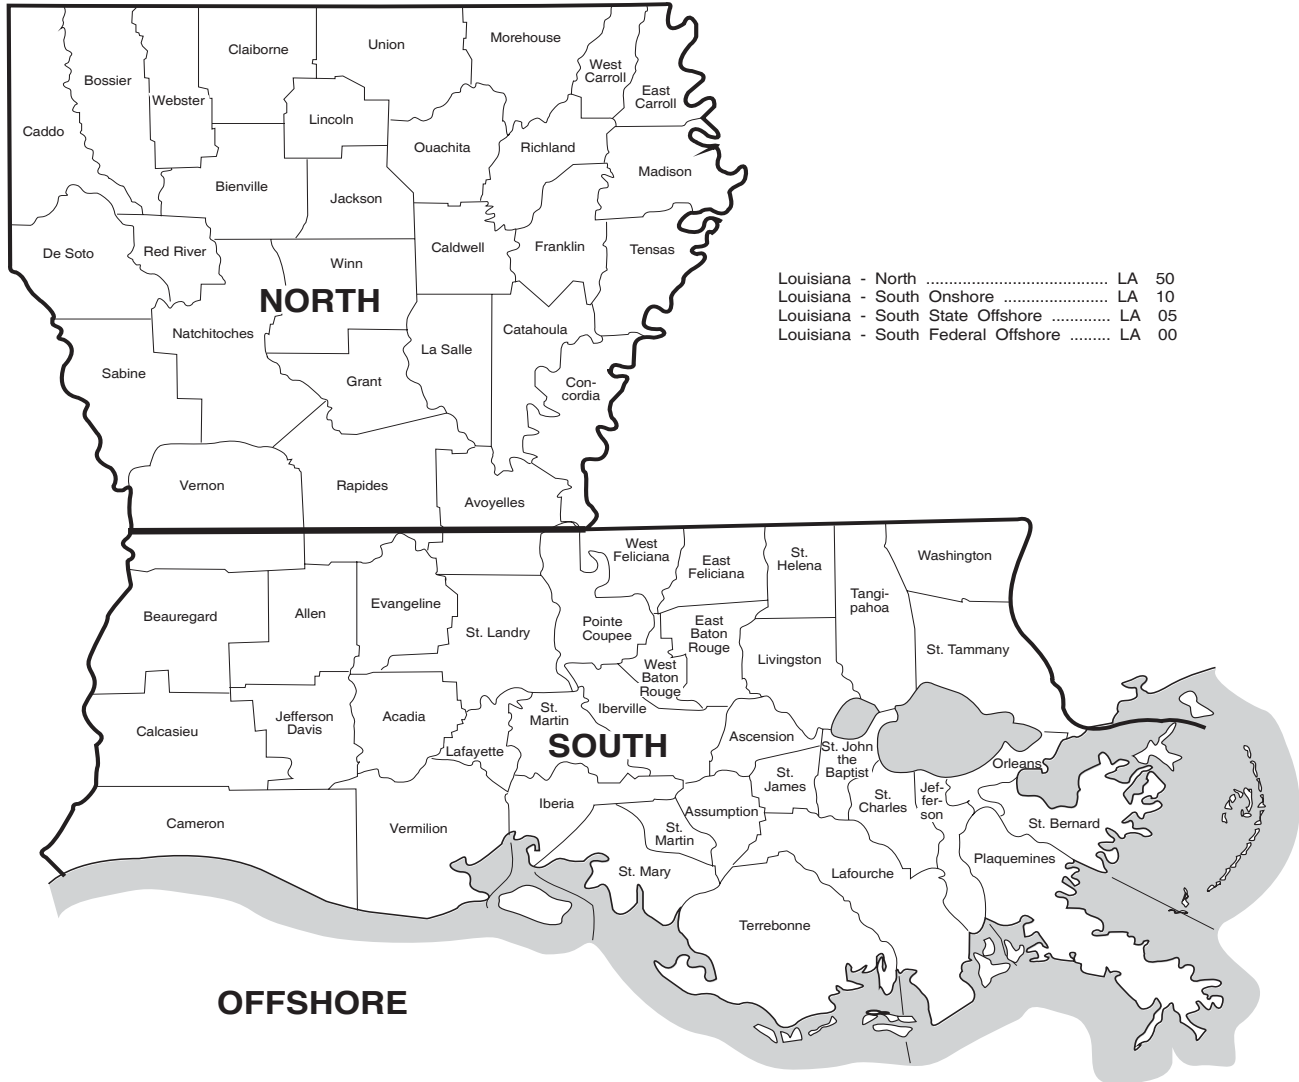 Claiborne
Union
Morehouse
West
Carroll
Bossier
Webster
East
Carroll
Caddo
Lincoln
Ouachita
Richland
Madison
Bienville
Jackson
De Soto
Red River
Winn
Caldwell
Franklin
Tensas
NORTH
Natchitoches
Catahoula
La Salle
Sabine
Grant
Con-
cordia
Vernon
Rapides
Avoyelles
Louisiana - North ..................................... LA 50
Louisiana - South Onshore ...................... LA 10
Louisiana - South State Offshore ............. LA 05
Louisiana - South Federal Offshore ......... LA 00
West
Feliciana
East
Feliciana
St.
Helena
Washington
Tangi-
pahoa
Beauregard
Allen
Evangeline
St. Landry
Pointe
Coupee
East
Baton
Rouge
West
Baton
Rouge
Livingston
St. Tammany
Calcasieu
Jefferson
Davis
Acadia
Lafayette
St.
Martin
Iberville
SOUTH
Ascension
St. John
the
Baptist
Orleans
St.
James
St.
Charles
Jef-
fer-
son
Cameron
Vermilion
Iberia
St.
Martin
Assumption
St. Bernard
Plaquemines
St. Mary
Lafourche
Terrebonne
OFFSHORE